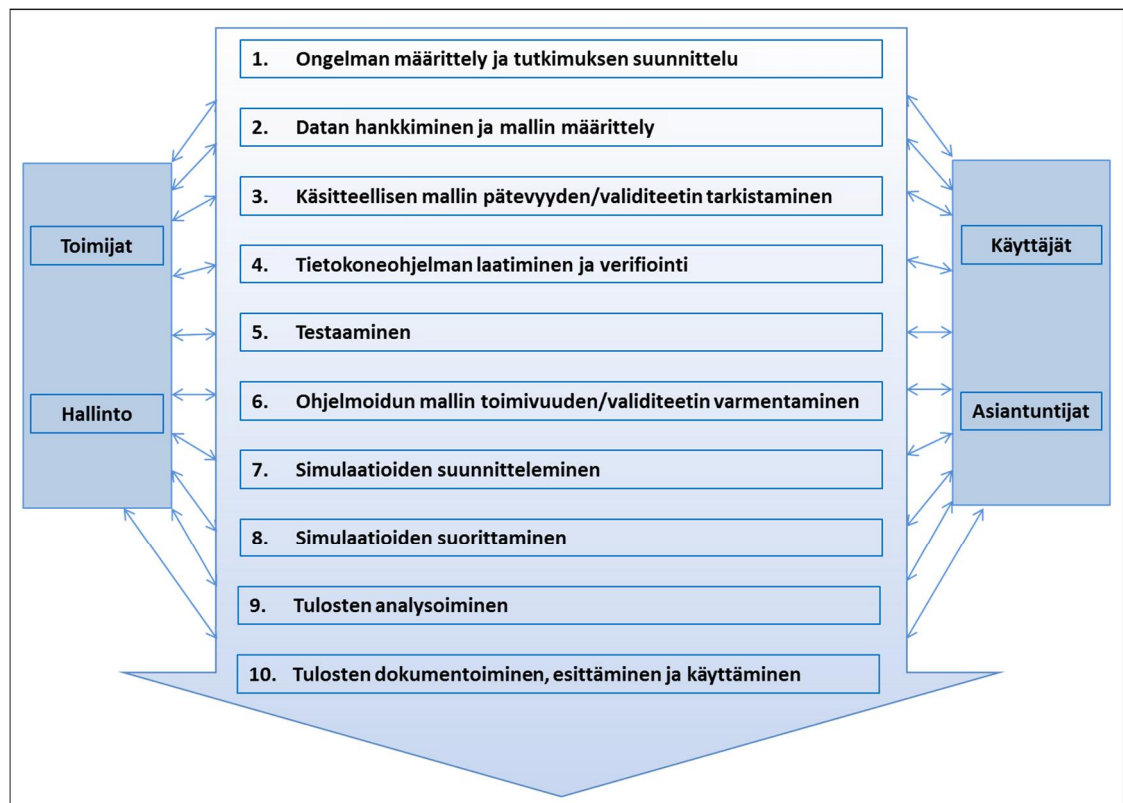 1. Ongelman määrittely ja tutkimuksen suunnittelu
2. Datan hankkiminen ja mallin määrittely
3. Käsitteellisen mallin pätevyyden/validiteetin tarkistaminen
Toimijat
Käyttäjät
4. Tietokoneohjelman laatiminen ja verifiointi
5. Testaaminen
6. Ohjelmoidun mallin toimivuuden/validiteetin varmentaminen
Hallinto
Asiantuntijat
7. Simulaatioiden suunnitteleminen
8. Simulaatioiden suorittaminen
9. Tulosten analysoiminen
10. Tulosten dokumentoiminen, esittäminen ja käyttäminen